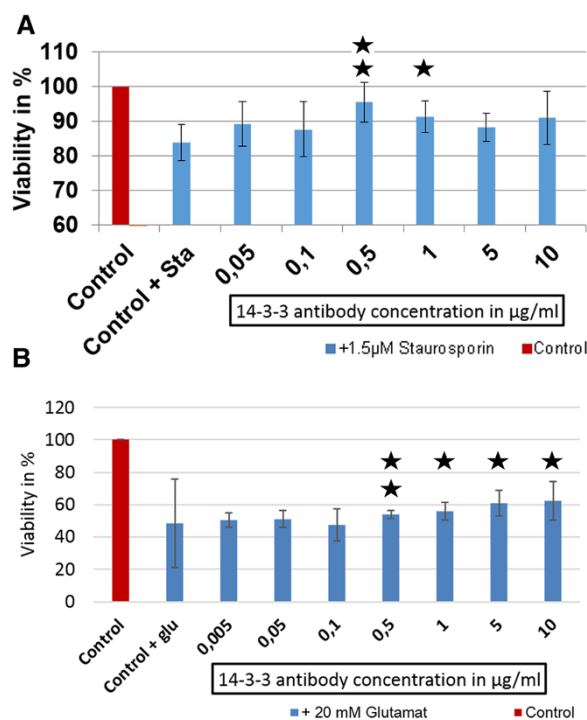 A
Viability in %
110
100
90
80
70
60
Control
Control + Sta
0,05
0,1
0,5
1
5
10
14-3-3 antibody concentration in µg/ml
+1.5µM Staurosporin
Control
B
Viability in %
120
100
80
60
40
20
0
Control
Control + glu
0,005
0,05
0,1
0,5
1
5
10
14-3-3 antibody concentration in µg/ml
+ 20 mM Glutamat
Control